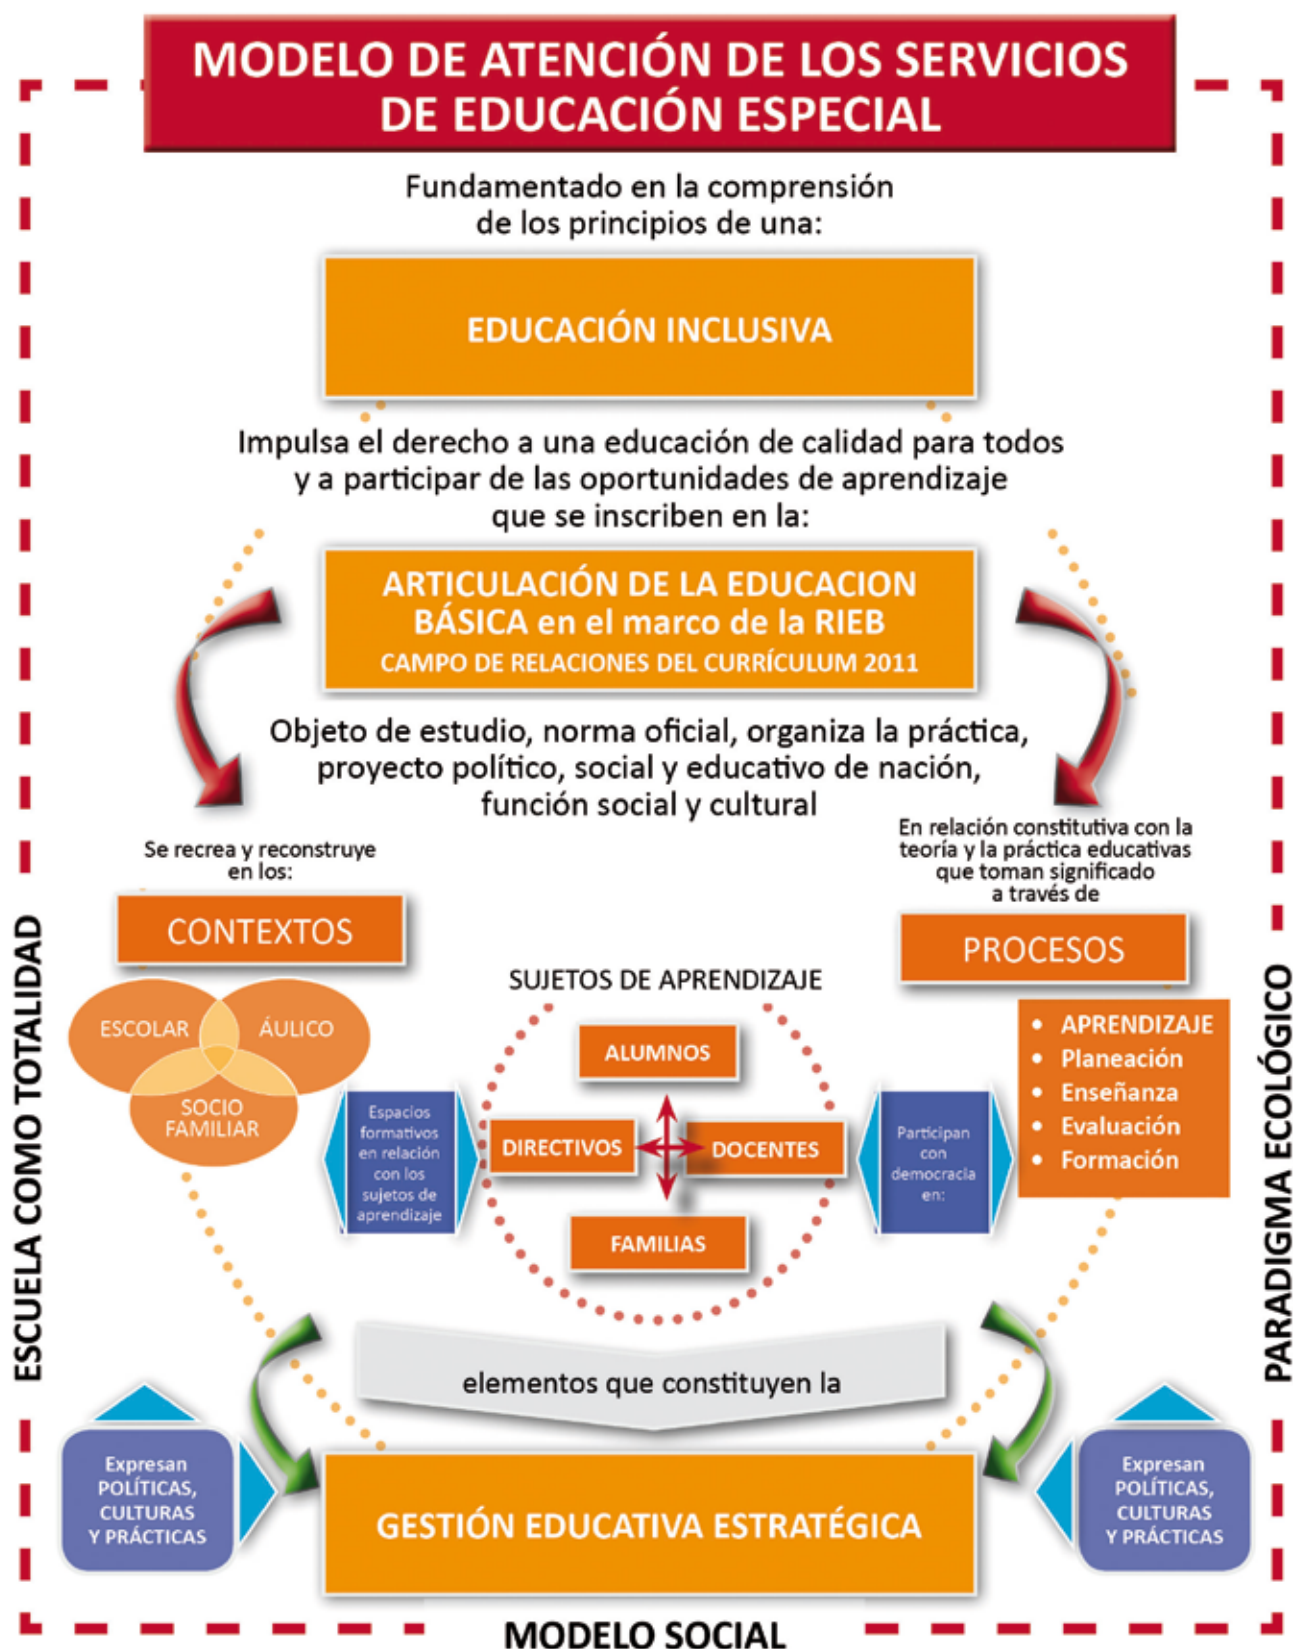 MODELO DE ATENCIÓN DE LOS SERVICIOS
DE EDUCACIÓN ESPECIAL
Fundamentado en la comprensión
de los principios de una:
EDUCACIÓN INCLUSIVA
Impulsa el derecho a una educación de calidad para todos
y a participar de las oportunidades de aprendizaje
que se inscriben en la:
ARTICULACIÓN DE LA EDUCACION
BÁSICA en el marco de la RIEB
CAMPO DE RELACIONES DEL CURRÍCULUM 2011
Objeto de estudio, norma oficial, organiza la práctica,
proyecto político, social y educativo de nación,
función social y cultural
Se recrea y reconstruye
en los:
CONTEXTOS
ESCOLAR
ÁULICO
SOCIO
FAMILIAR
Espacios
formativos
en relación
con los
sujetos de
aprendizaje
SUJETOS DE APRENDIZAJE
ALUMNOS
DIRECTIVOS
DOCENTES
FAMILIAS
En relación constitutiva con la
teoría y la práctica educativas
que toman significado
a través de
PROCESOS
• APRENDIZAJE
• Planeación
• Enseñanza
• Evaluación
• Formación
Participan
con
democracia
en:
elementos que constituyen la
GESTIÓN EDUCATIVA ESTRATÉGICA
Expresan
POLÍTICAS,
CULTURAS
Y PRÁCTICAS
Expresan
POLÍTICAS,
CULTURAS
Y PRÁCTICAS
ESCUELA COMO TOTALIDAD
PARADIGMA ECOLÓGICO
MODELO SOCIAL